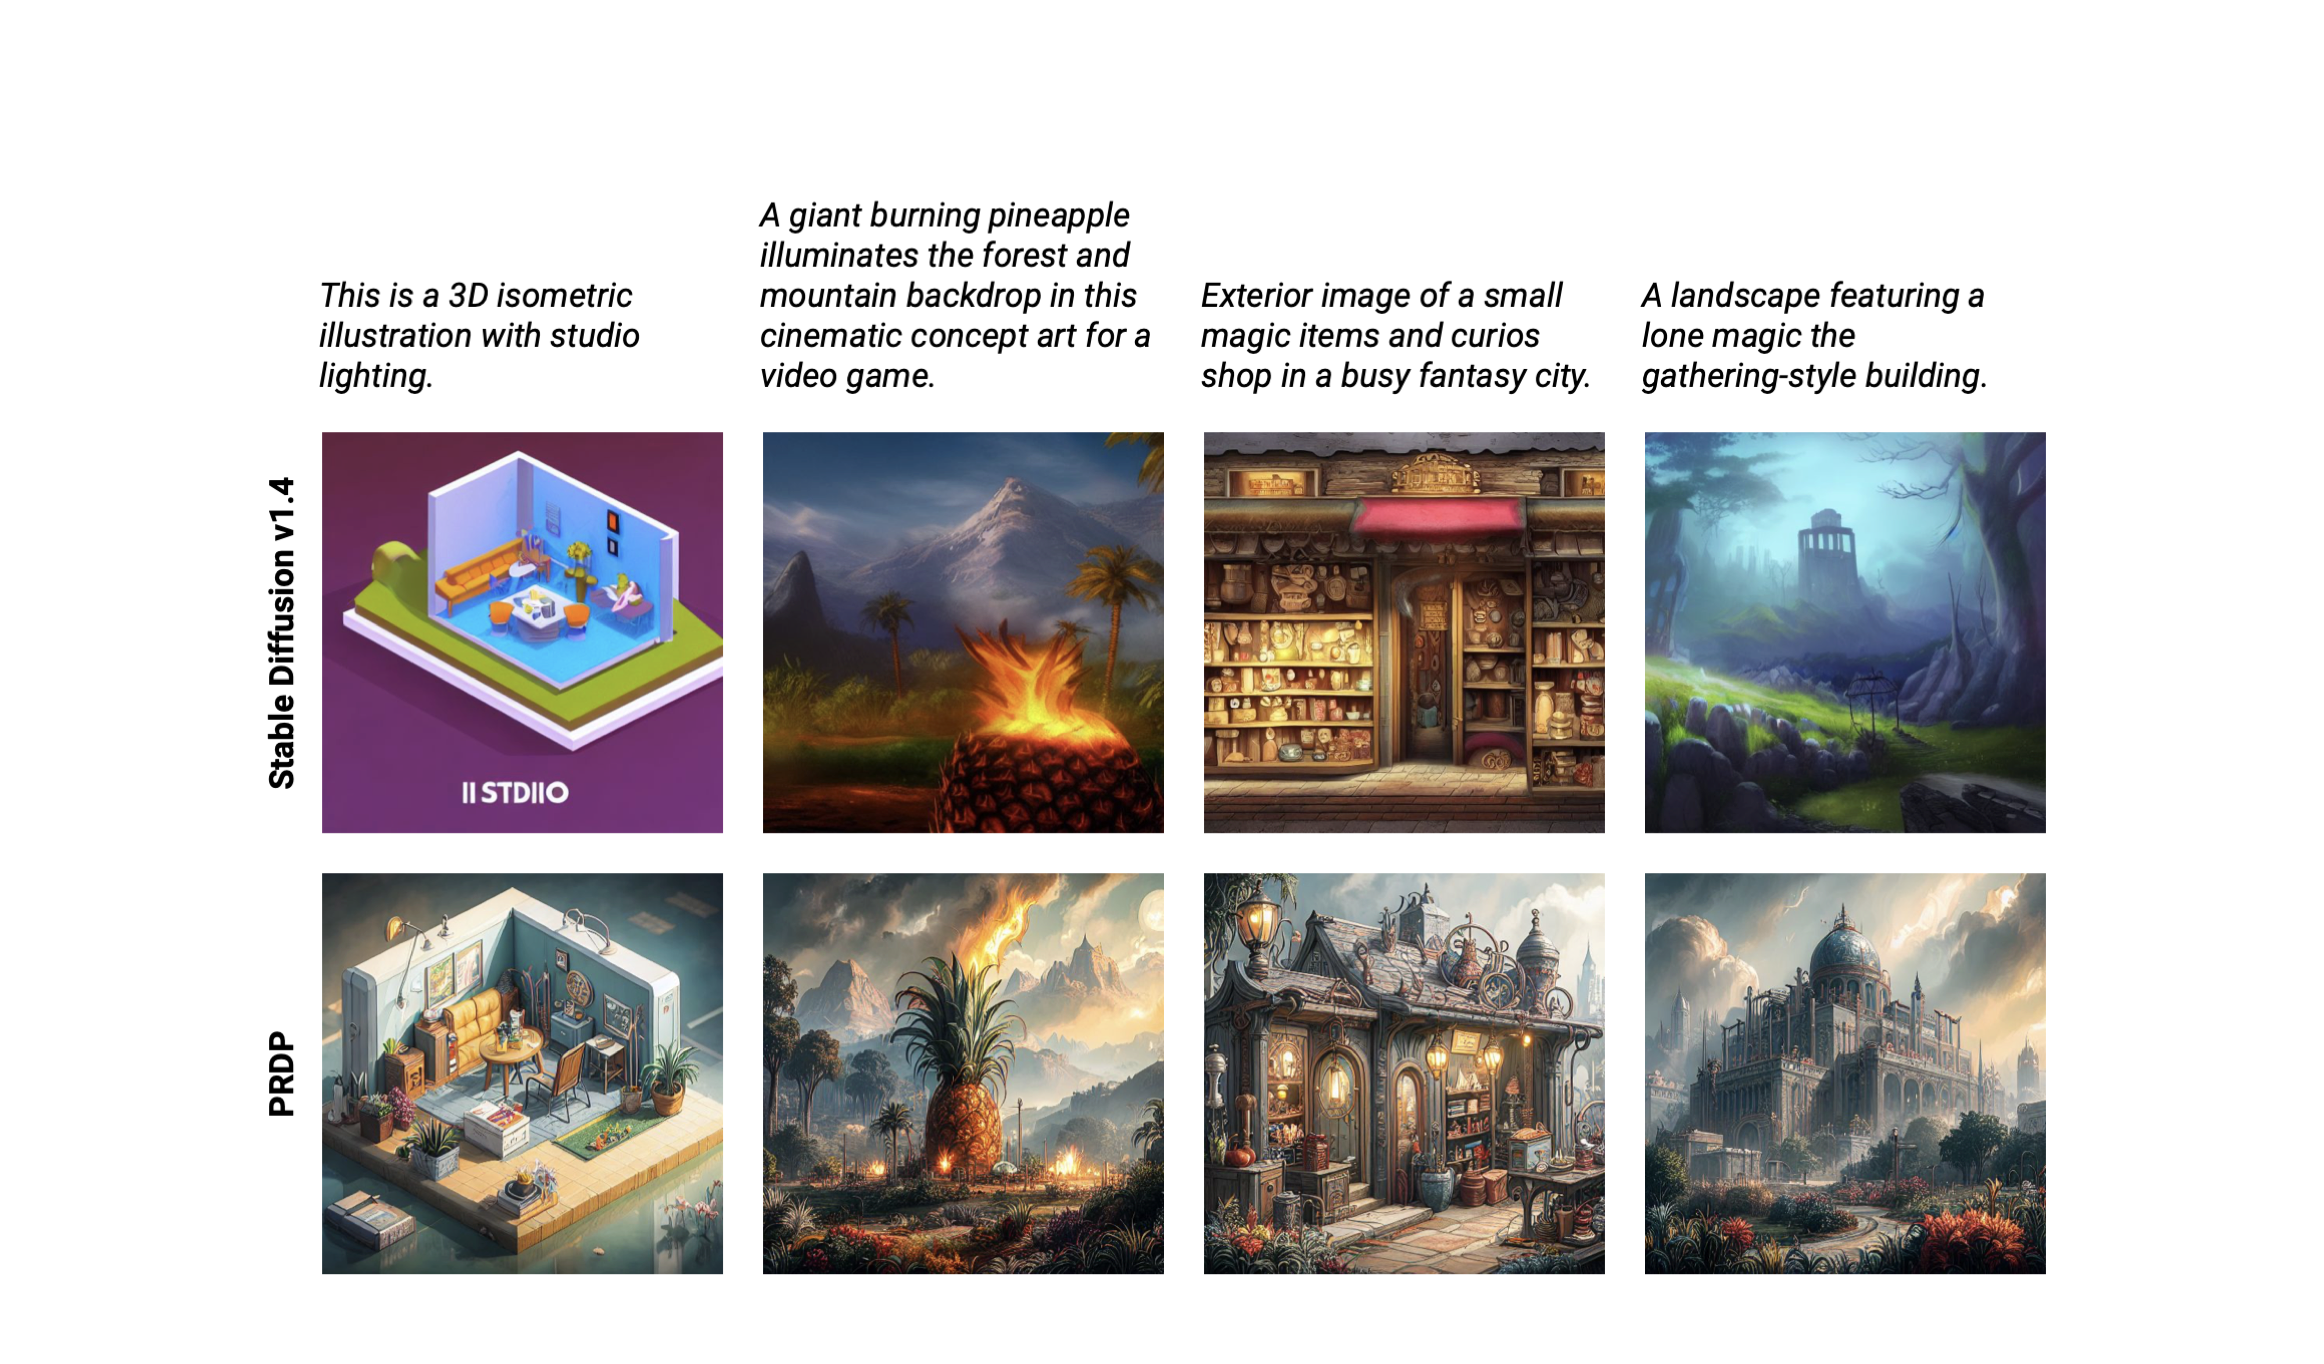 This is a 3D isometric
illustration with studio
lighting.
A giant burning pineapple
illuminates the forest and
mountain backdrop in this
cinematic concept art for a
video game.
Exterior image of a small
magic items and curios
shop in a busy fantasy city.
A landscape featuring a
lone magic the
gathering-style building.
Stable Diffusion v1.4
II STDIIO
PRDP